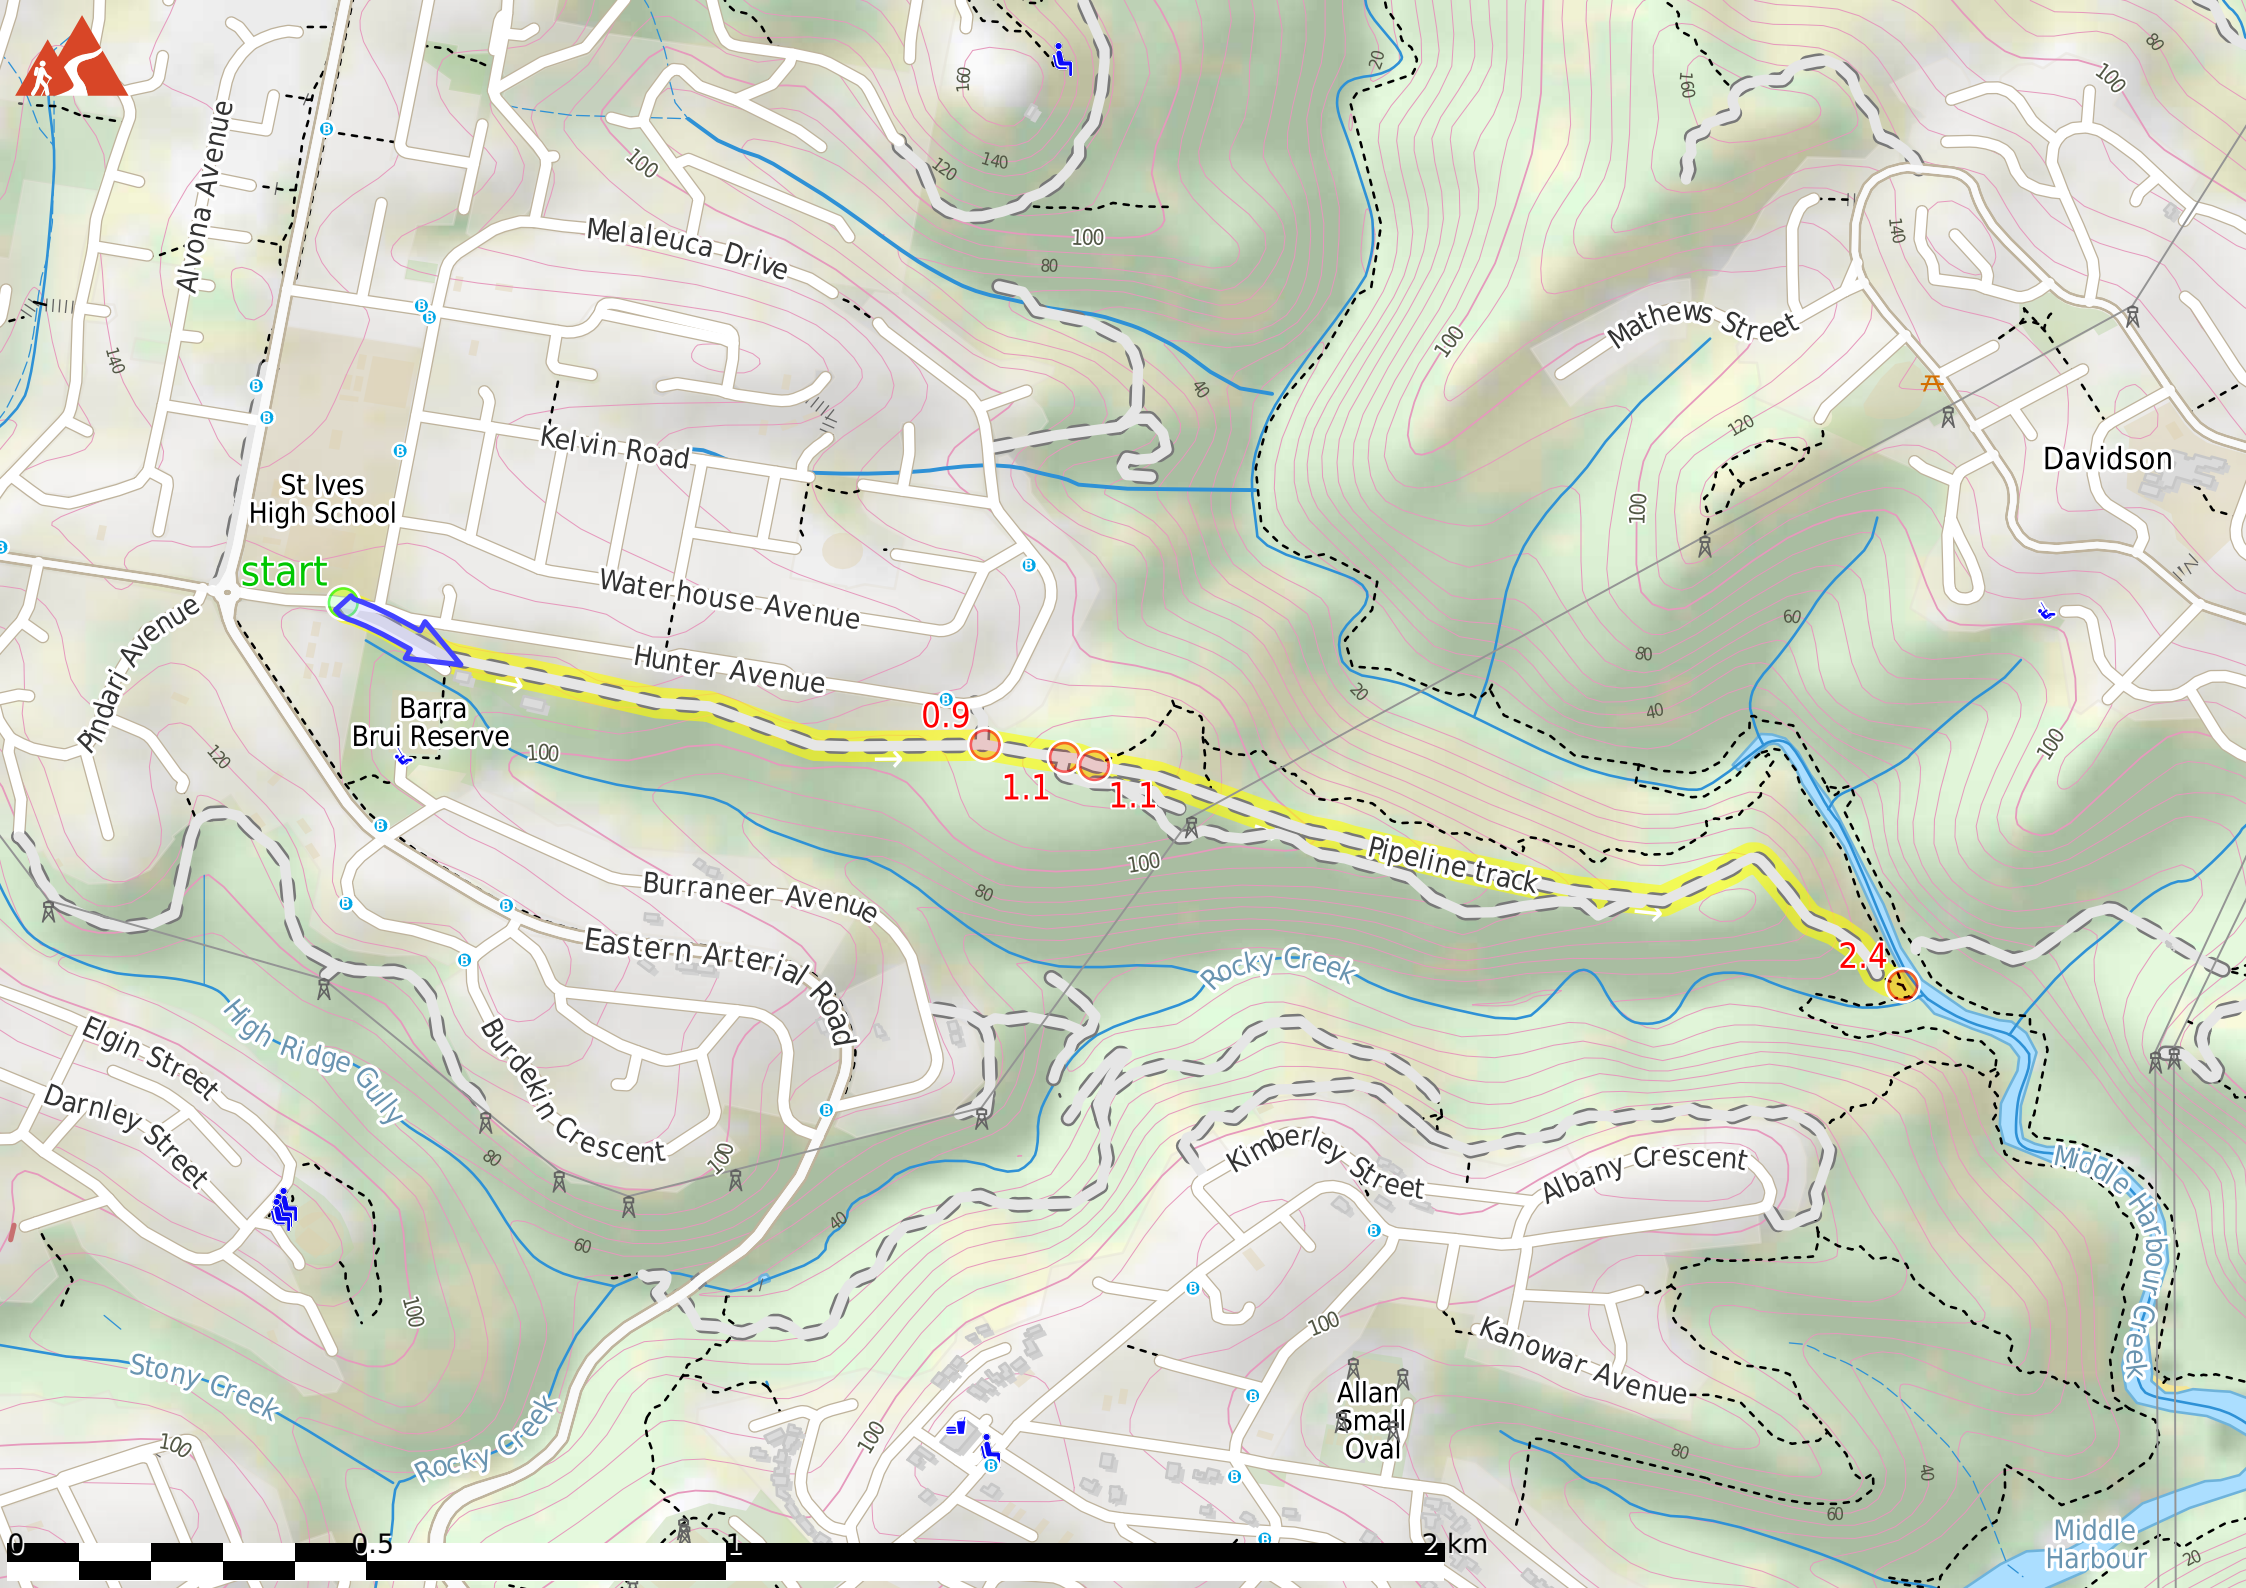 80
20
160
160
100
Alvona Avenue
100
140
120
Melaleuca Drive
140
100
80
Mathews Street
140
100
40
120
Kelvin Road
Davidson
St Ives
High School
100
start
Waterhouse Avenue
60
Pindari Avenue
Hunter Avenue
80
20
40
0.9
Barra
Brui Reserve
100
120
100
1.1
1.1
Pipeline track
100
80
Burraneer Avenue
Eastern Arterial Road
2.4
Rocky Creek
High Ridge Gully
Elgin Street
Darnley Street
Burdekin Crescent
80
100
Kimberley Street
Albany Crescent
Middle Harbour Creek
40
60
100
100
Kanowar Avenue
Stony Creek
Allan
Small
Oval
Rocky Creek
100
100
80
40
60
Middle
Harbour
20
0 0.5 1 2 km